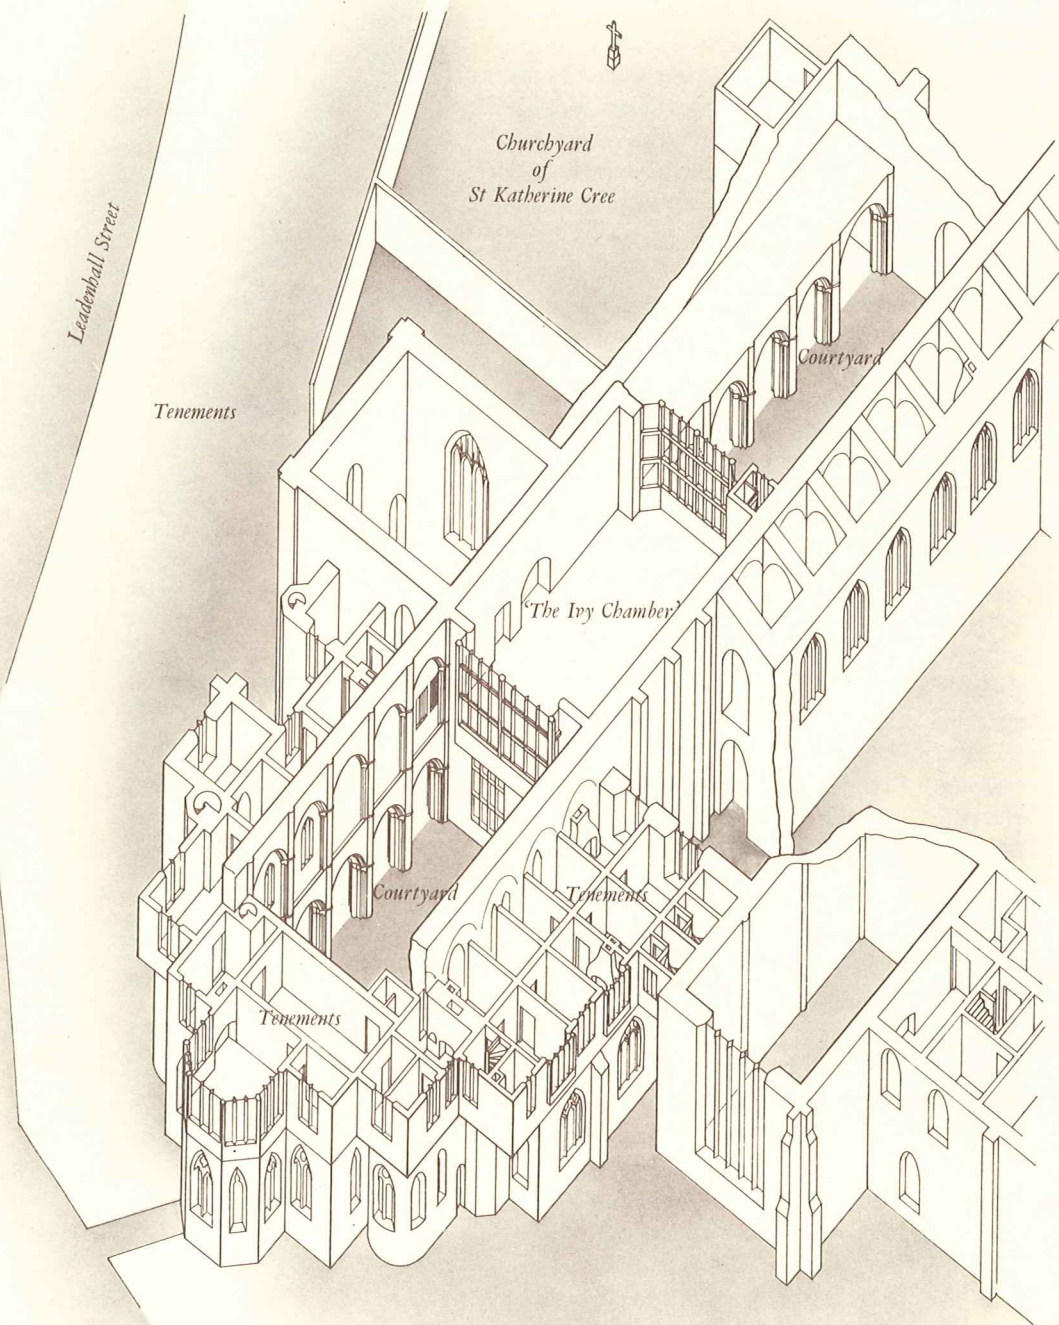 Churchyard
of
St Katherine Cree
Leadenhall Street
Courtyard
Tenements
'The Ivy Chamber'
Courtyard
Tenements
Tenements